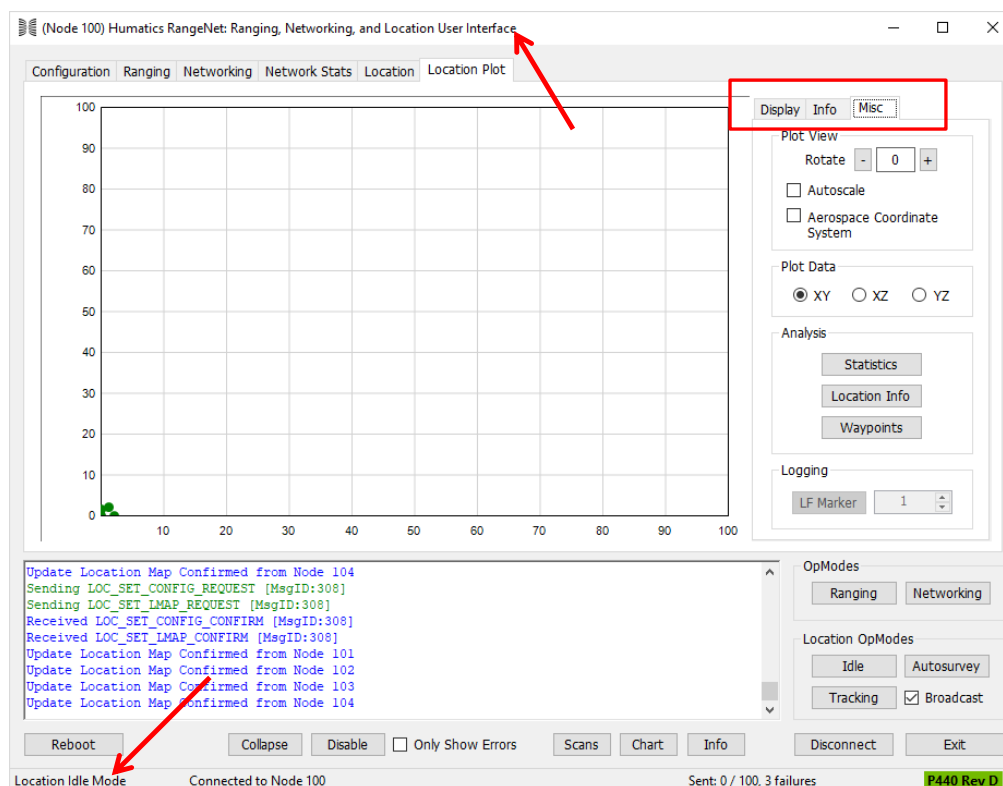 (Node 100) Humatics RangeNet: Ranging, Networking, and Location User Interface
Configuration Ranging Networking Network Stats Location Location Plot
Display Info Misc
Plot View
Rotate - 0 +
Autoscale
Aerospace Coordinate
System
Plot Data
XY XZ YZ
Analysis
Statistics
Location Info
Waypoints
Logging
LF Marker 1
100
90
80
70
60
50
40
30
20
10
0
10 20 30 40 50 60 70 80 90 100
Update Location Map Confirmed from Node 104
Sending LOC_SET_CONFIG_REQUEST [MsgID:308]
Sending LOC_SET_LMAP_REQUEST [MsgID:308]
Received LOC_SET_CONFIG_CONFIRM [MsgID:308]
Received LOC_SET_LMAP_CONFIRM [MsgID:308]
Update Location Map Confirmed from Node 101
Update Location Map Confirmed from Node 102
Update Location Map Confirmed from Node 103
Update Location Map Confirmed from Node 104
OpModes
Ranging Networking
Location OpModes
Idle Autosurvey
Tracking Broadcast
Reboot Collapse Disable Only Show Errors Scans Chart Info Disconnect Exit
Location Idle Mode Connected to Node 100 Sent: 0 / 100, 3 failures P440 Rev D